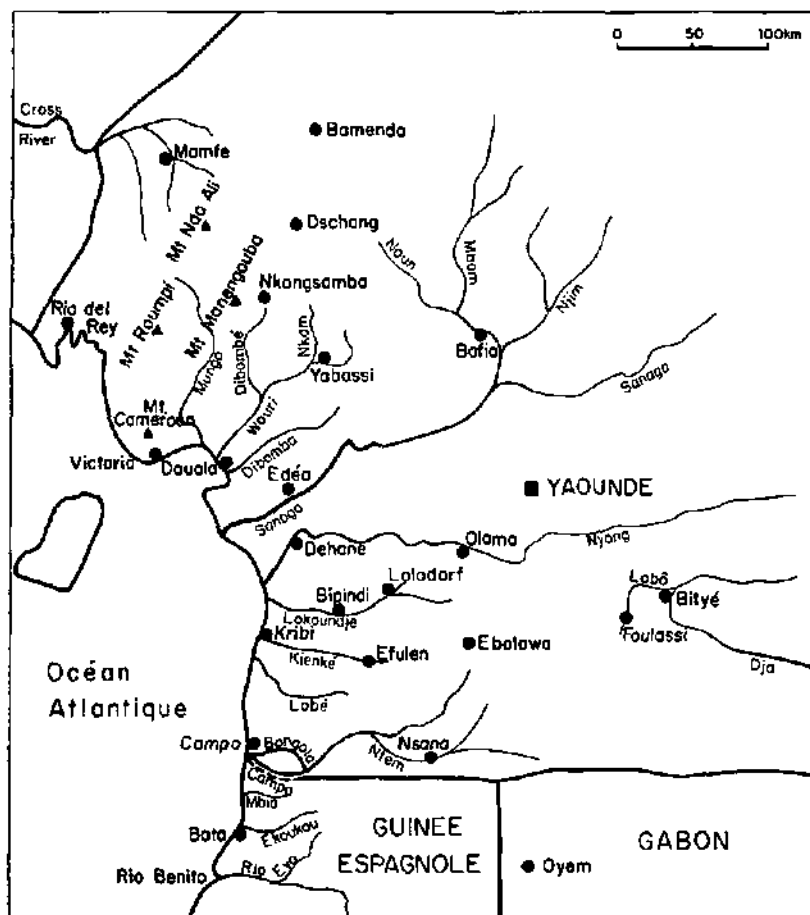 0 50 100km
Cross
River
Bamenda
Mamfe
Mt Nda Ali
Dschang
Noun
Mbam
Njim
Nkongsamba
Mt Manengouba
Rio del
Rey
Mt Roumpi
Mungo
Dibombé
Nkam
Yabassi
Bafia
Sanaga
Mt.
Cameroun
Wouri
Victoria
Douala
Dibamba
Edéa
YAOUNDE
Sanaga
Dehane
Olama
Nyong
Lolodorf
Bipindi
Lokoundje
Lobô
Bityé
Foulassi
Dja
Kribi
Kienké
Efulen
Ebolowa
Océan
Atlantique
Lobé
Campo
Bongola
Ntem
Nsana
Campo
Mbia
Bata
Ekoukou
GUINEE
ESPAGNOLE
GABON
Rio Benito
Rio Eyo
Oyem